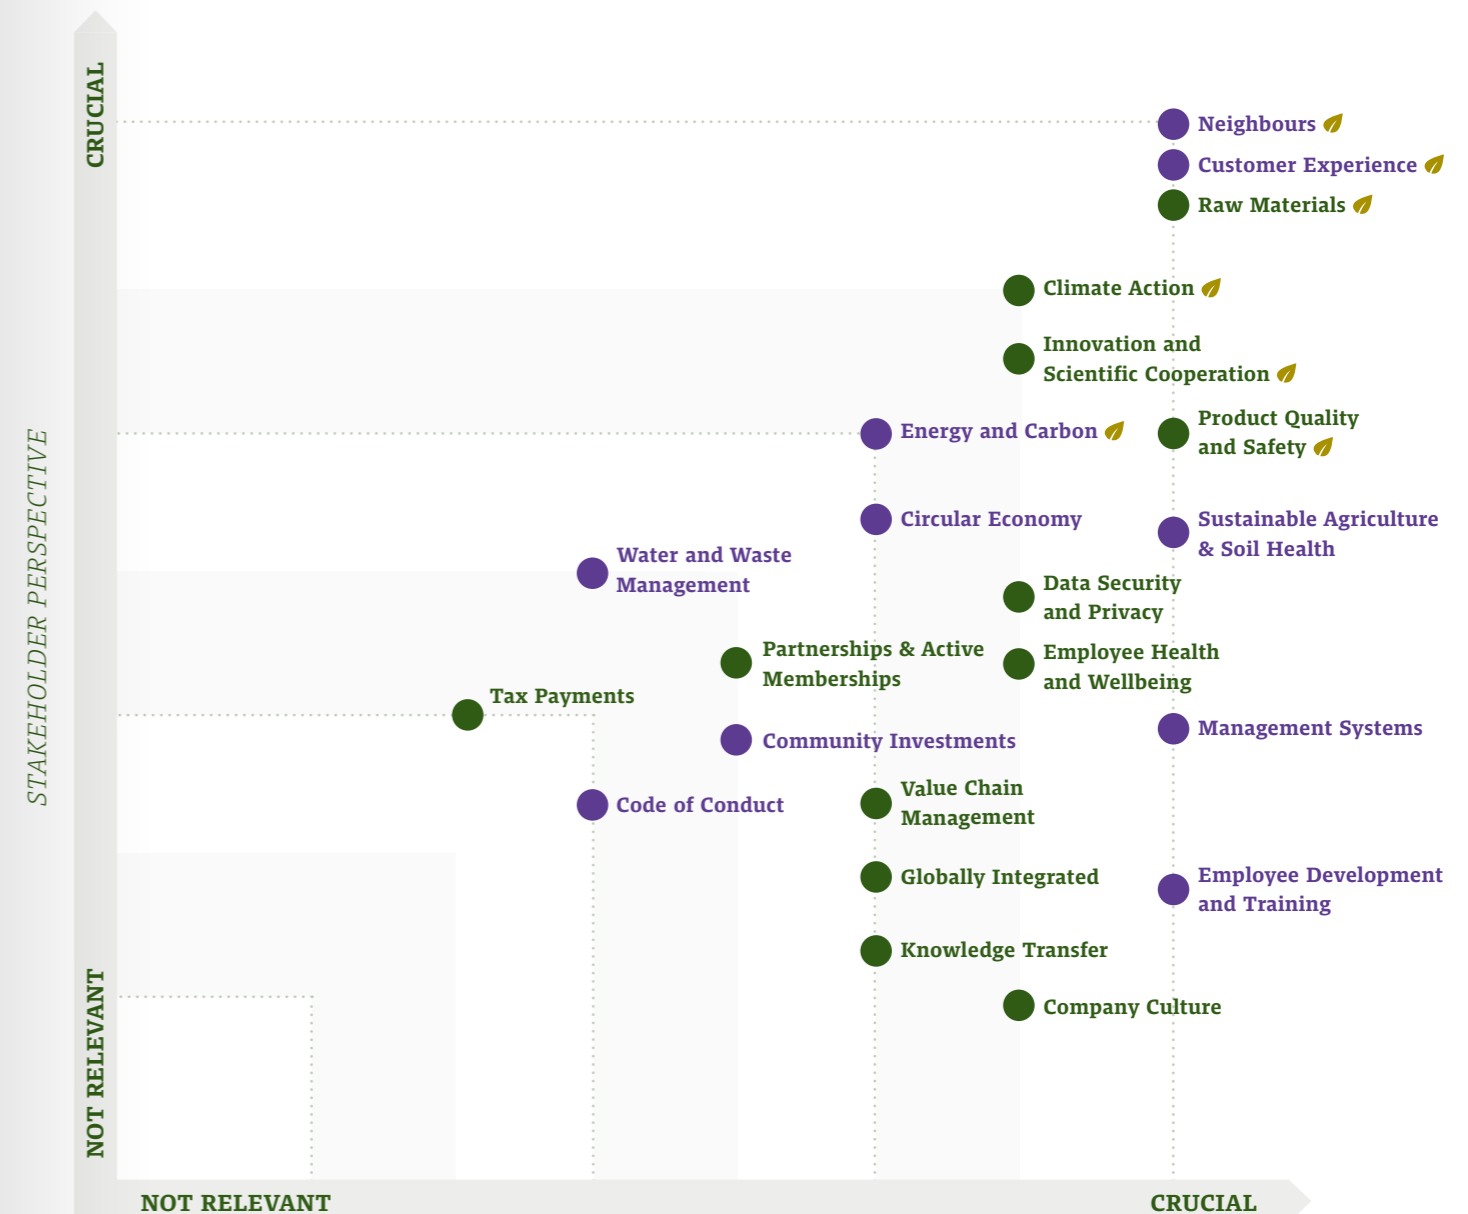 CRUCIAL
Neighbours
Customer Experience
Raw Materials
Climate Action
Innovation and
Scientific Cooperation
Energy and Carbon
Product Quality
and Safety
Circular Economy
Sustainable Agriculture
& Soil Health
Water and Waste
Management
Data Security
and Privacy
Partnerships & Active
Memberships
Employee Health
and Wellbeing
Tax Payments
Management Systems
Community Investments
Code of Conduct
Value Chain
Management
Globally Integrated
Employee Development
and Training
Knowledge Transfer
Company Culture
STAKEHOLDER PERSPECTIVE
NOT RELEVANT
NOT RELEVANT
CRUCIAL